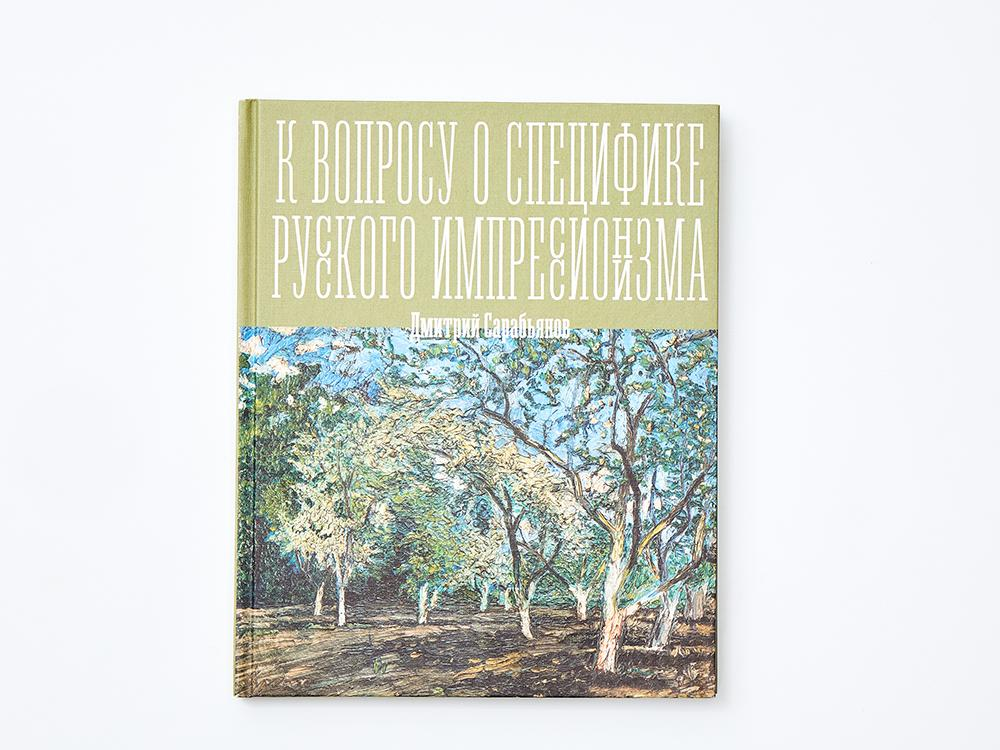 К ВОПРОСУ О СПЕЦИФИКЕ
РУССКОГО ИМПРЕССИОНИЗМА
Дмитрий Сарабьянов